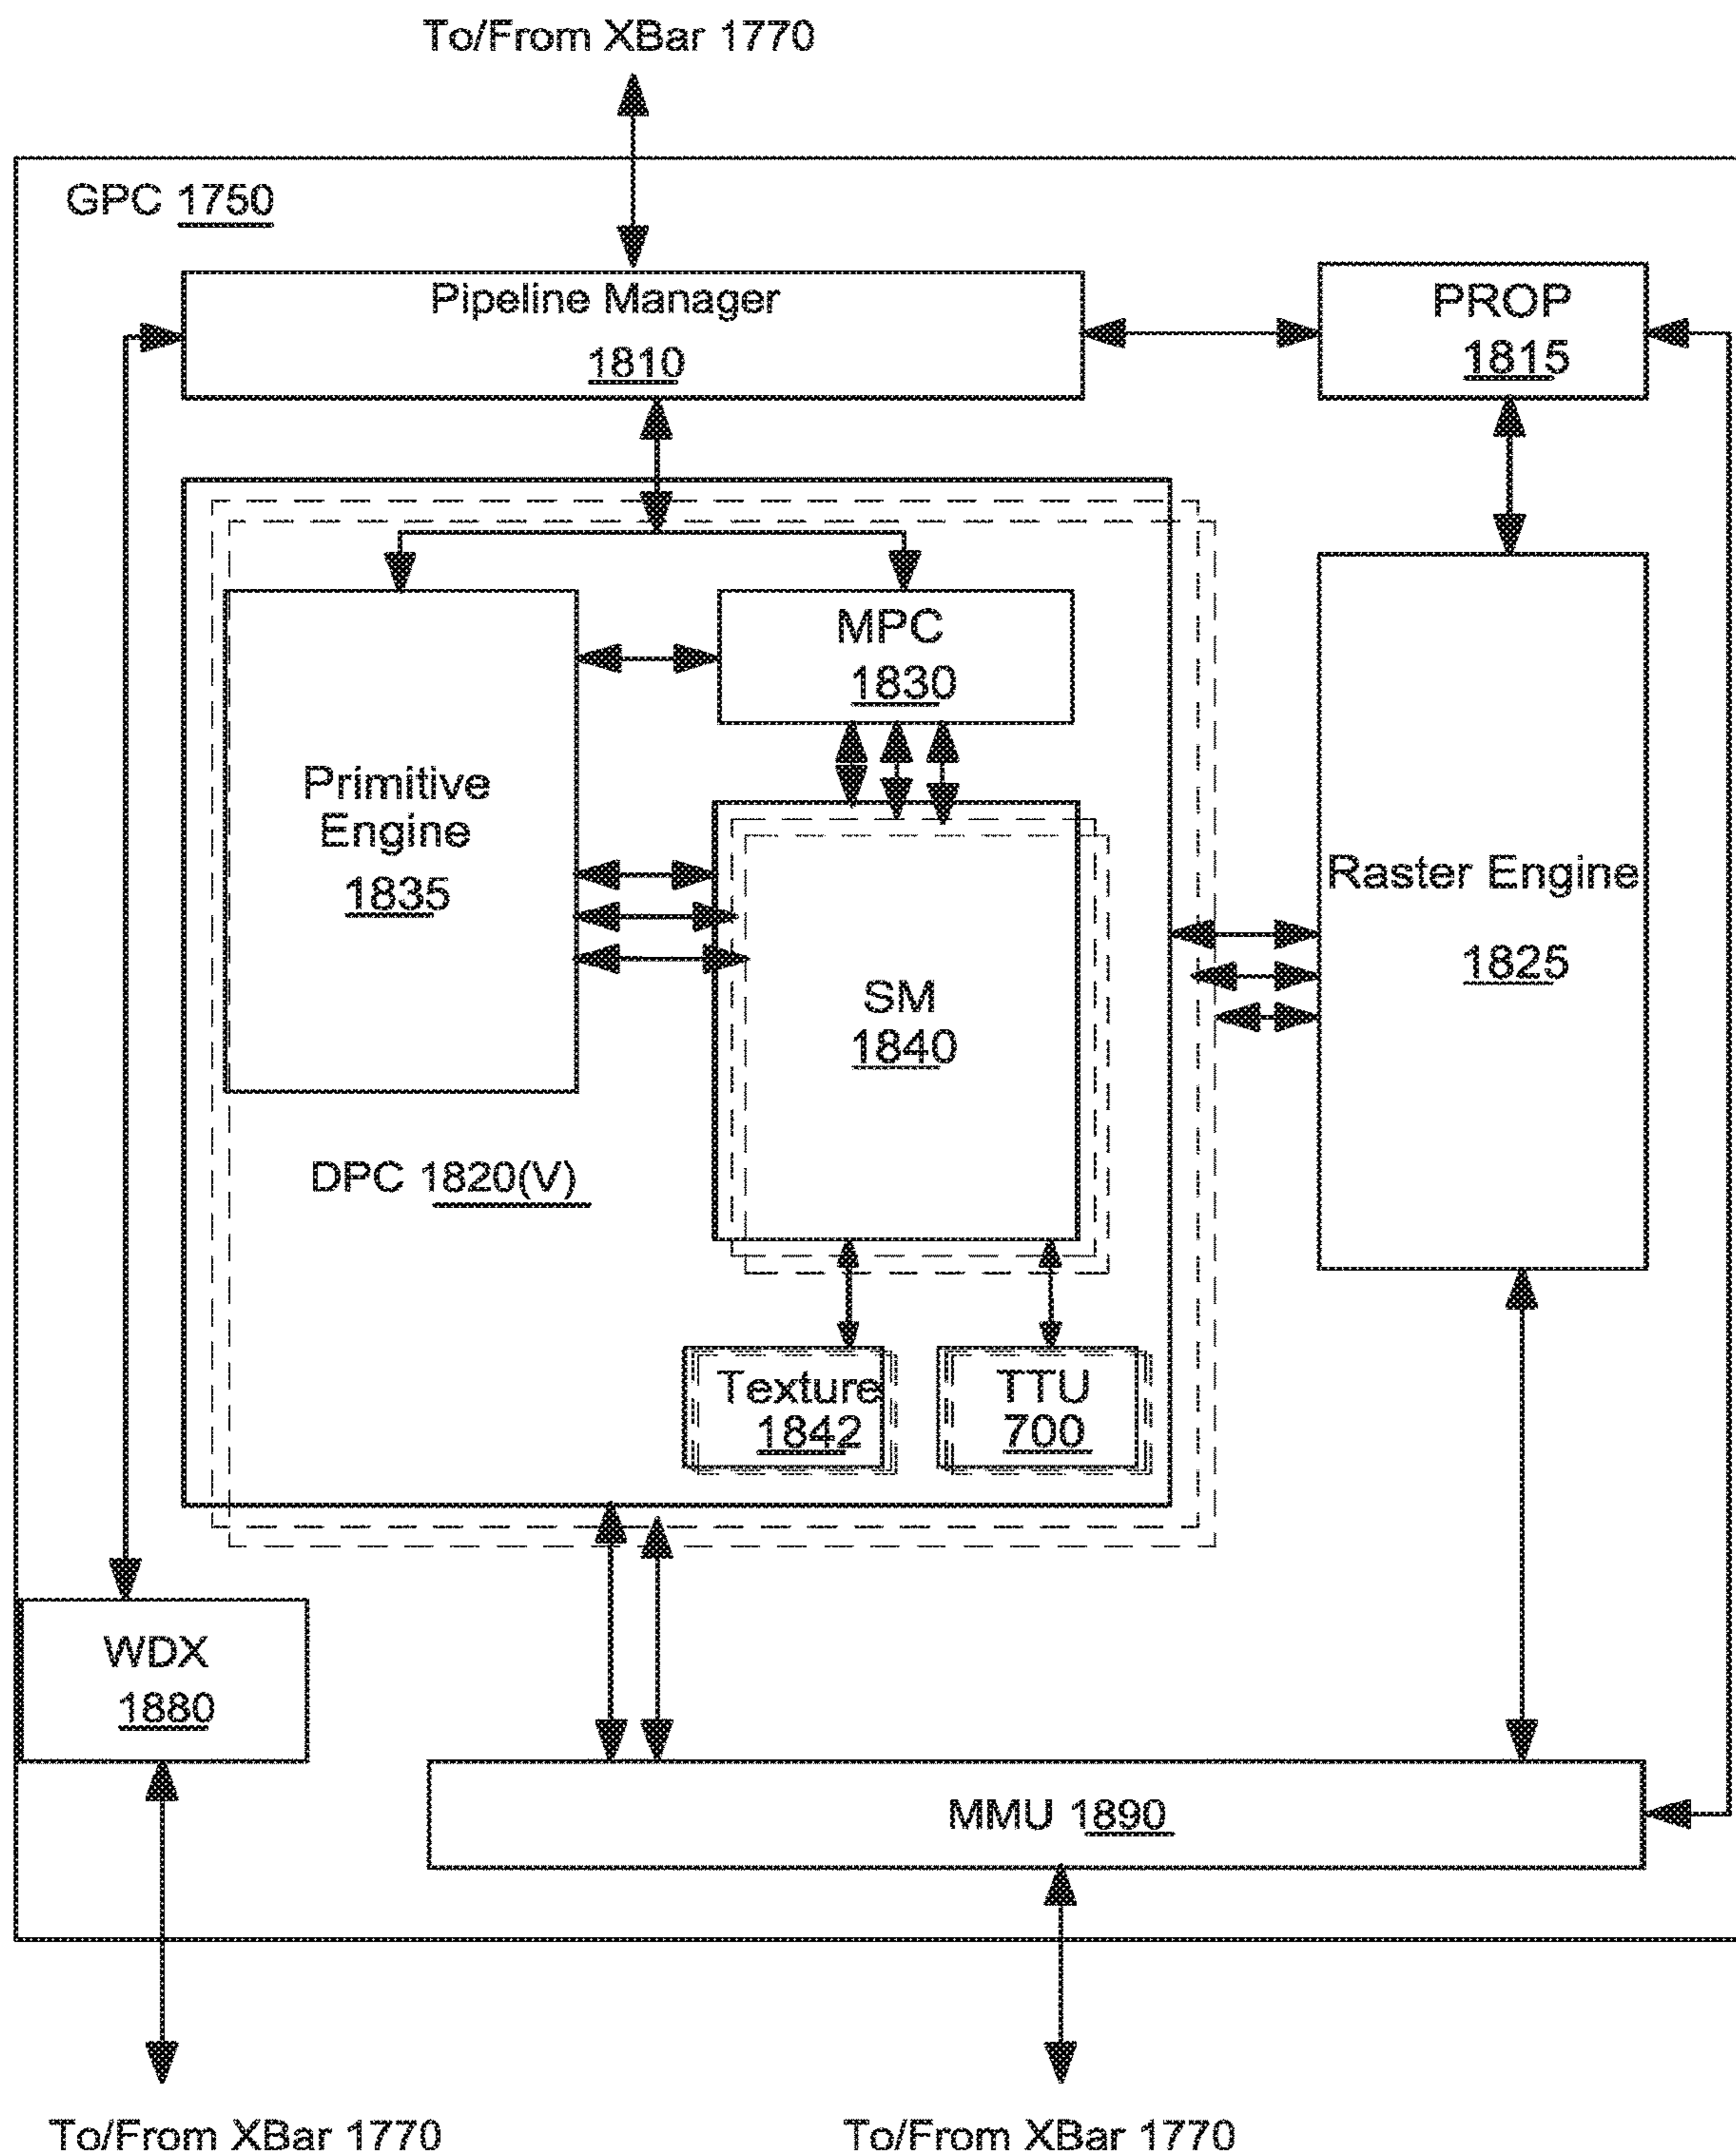 To/From XBar 1770
GPC 1750
Pipeline Manager
1810
PROP
1815
MPC
1830
Primitive
Engine
1835
Raster Engine
1825
SM
1840
DPC 1820(V)
Texture
1842
TTU
700
WDX
1880
MMU 1890
To/From XBar 1770
To/From XBar 1770